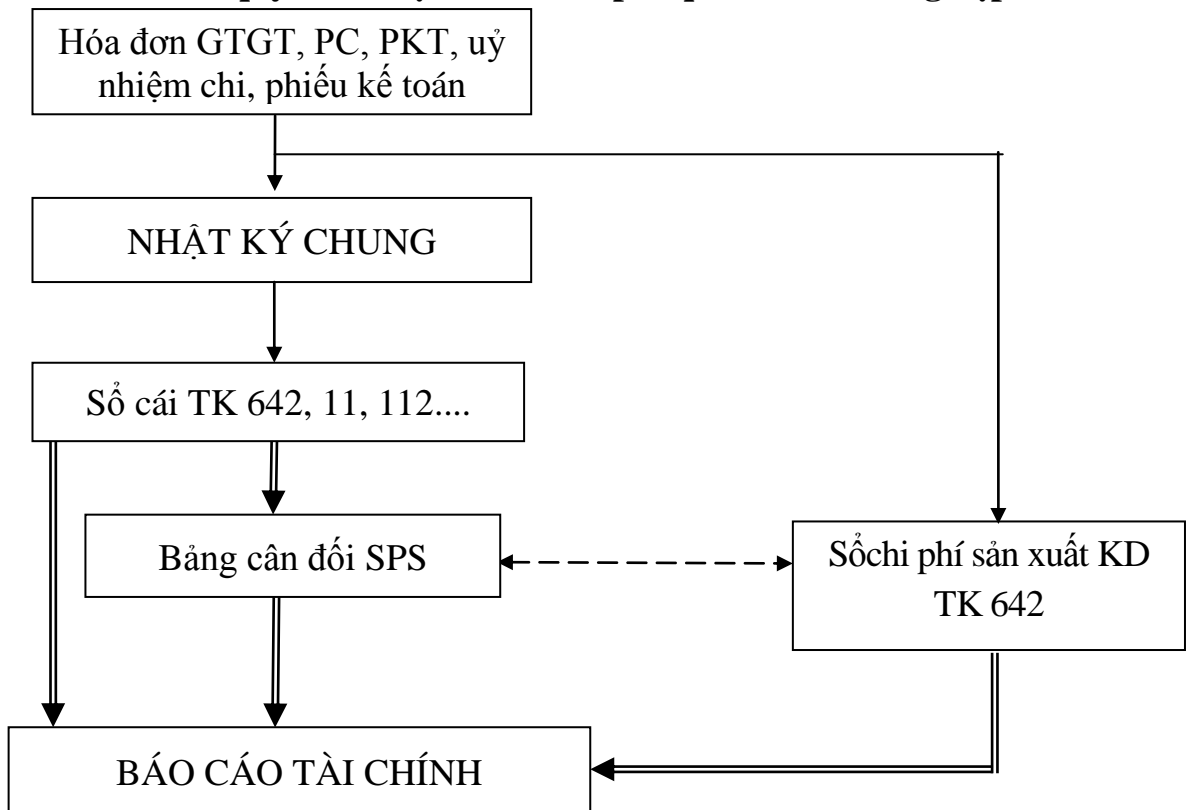 Hóa đơn GTGT, PC, PKT, uỷ
nhiệm chi, phiếu kế toán
NHẬT KÝ CHUNG
Sổ cái TK 642, 11, 112....
Bảng cân đối SPS
Sổchi phí sản xuất KD
TK 642
BÁO CÁO TÀI CHÍNH